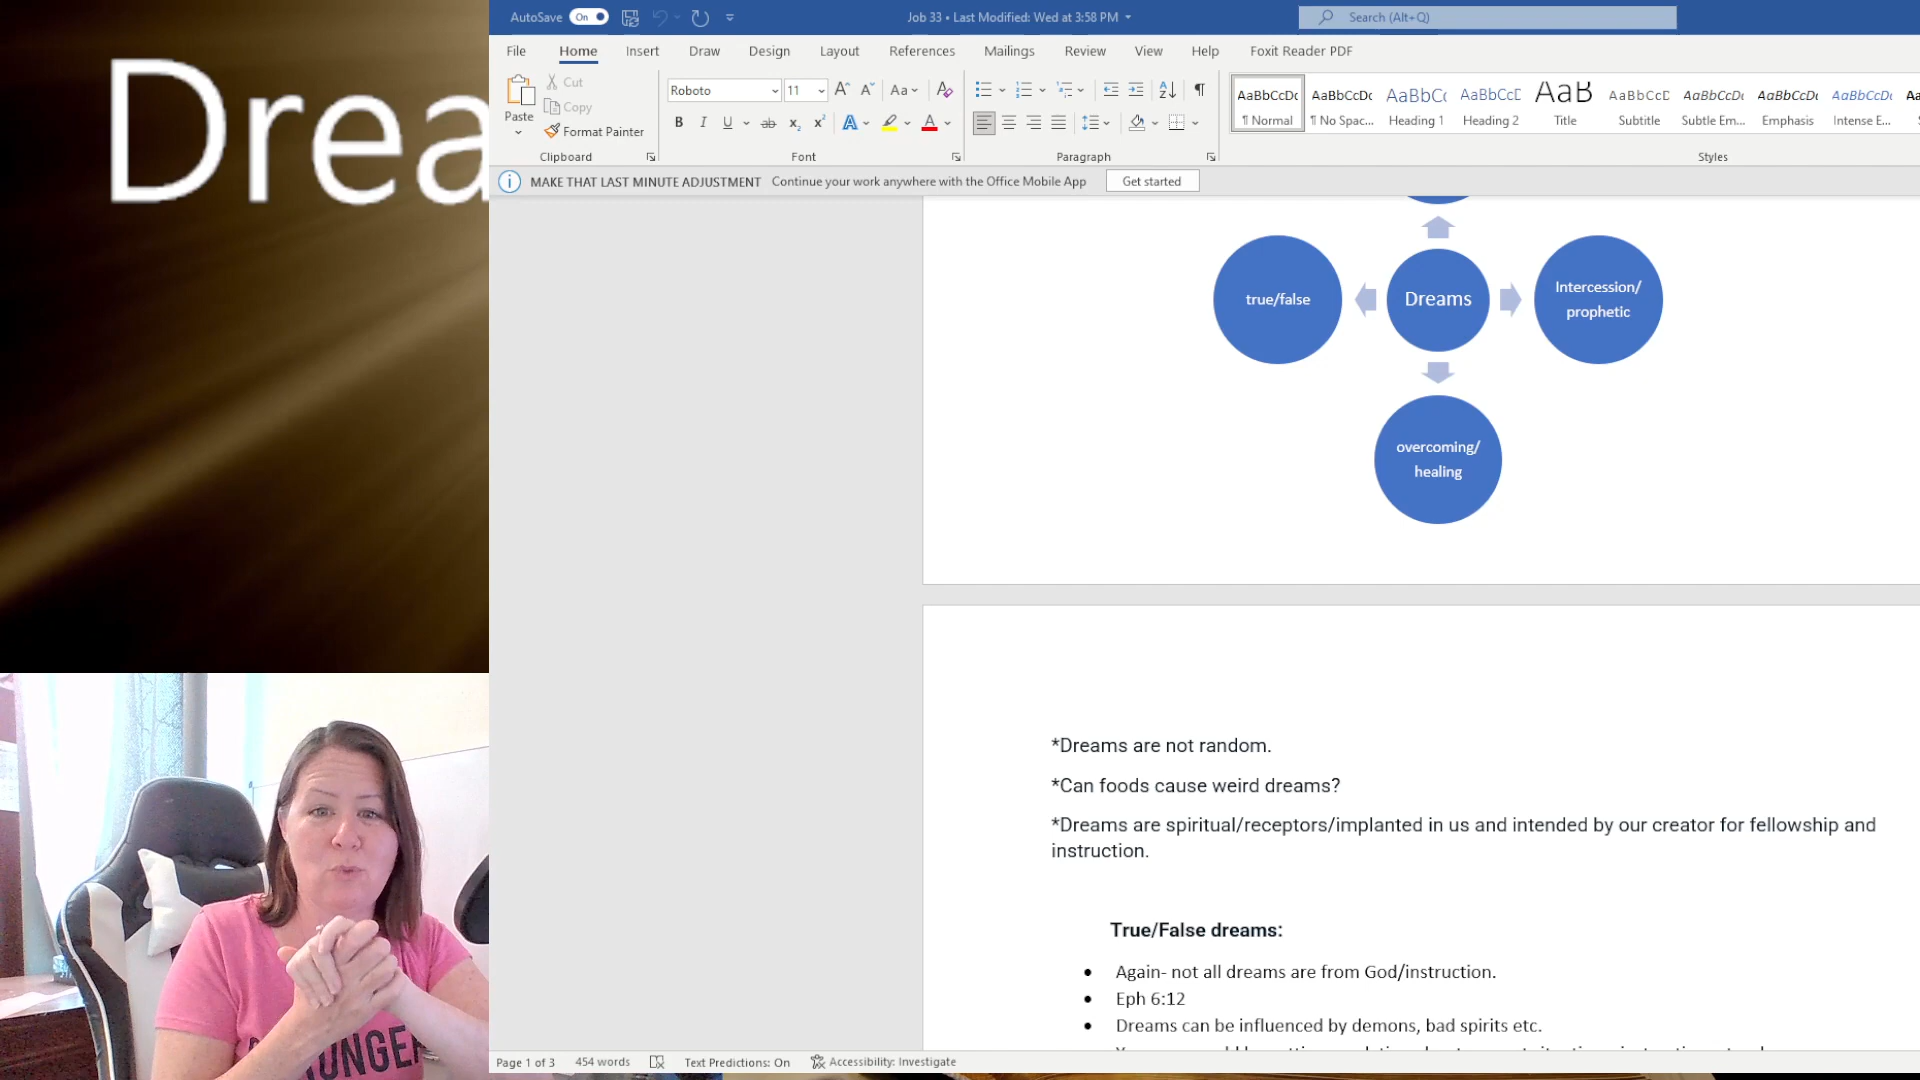 Drea
AutoSave On
Job 33 • Last Modified: Wed at 3:58 PM
Search (Alt+Q)
File Home Insert Draw Design Layout References Mailings Review View Help Foxit Reader PDF
Paste
Cut
Copy
Format Painter
Clipboard
Roboto 11
Font
Paragraph
AaBbCcDc AaBbCcDc AaBbCc AaBbCcD AaB AaBbCcD AaBbCcDc AaBbCcDc AaBbCcDc
¶ Normal ¶ No Spac... Heading 1 Heading 2 Title Subtitle Subtle Em... Emphasis Intense E...
Styles
MAKE THAT LAST MINUTE ADJUSTMENT Continue your work anywhere with the Office Mobile App Get started
true/false
Dreams
Intercession/
prophetic
overcoming/
healing
*Dreams are not random.
*Can foods cause weird dreams?
*Dreams are spiritual/receptors/implanted in us and intended by our creator for fellowship and
instruction.
True/False dreams:
• Again- not all dreams are from God/instruction.
• Eph 6:12
• Dreams can be influenced by demons, bad spirits etc.
Page 1 of 3 454 words Text Predictions: On Accessibility: Investigate